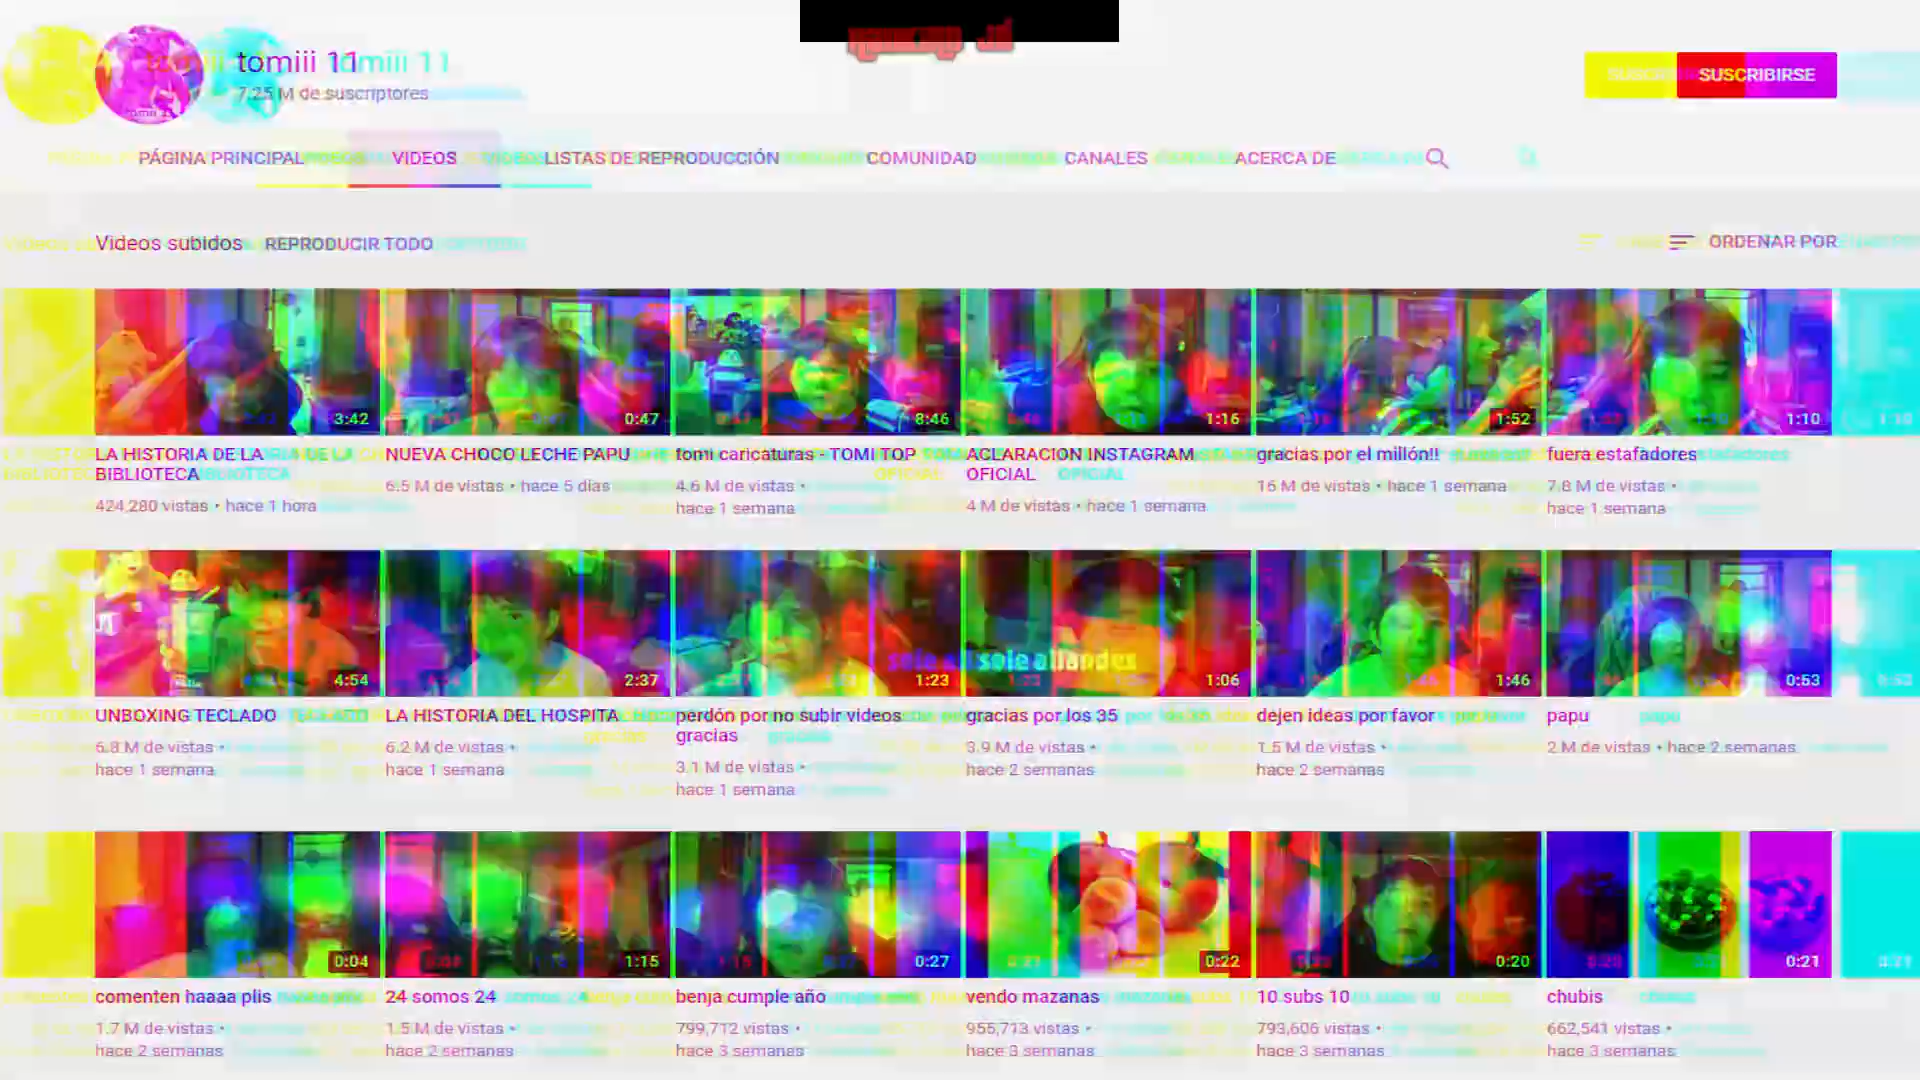 tomiii 11
7.25 M de suscriptores
SUSCRIBIRSE
PÁGINA PRINCIPAL VIDEOS LISTAS DE REPRODUCCIÓN COMUNIDAD CANALES ACERCA DE
Videos subidos REPRODUCIR TODO
ORDENAR POR
3:42
0:47
8:46
1:16
1:52
1:10
LA HISTORIA DE LA
BIBLIOTECA
424,280 vistas • hace 1 hora
NUEVA CHOCO LECHE PAPU
6.5 M de vistas • hace 5 días
tomi caricaturas - TOMI TOP
4.6 M de vistas •
hace 1 semana
ACLARACION INSTAGRAM
OFICIAL
4 M de vistas • hace 1 semana
gracias por el millón!!
16 M de vistas • hace 1 semana
fuera estafadores
7.8 M de vistas •
hace 1 semana
4:54
2:37
1:23
1:06
1:46
0:53
UNBOXING TECLADO
6.8 M de vistas •
hace 1 semana
LA HISTORIA DEL HOSPITA
6.2 M de vistas •
hace 1 semana
perdón por no subir videos
gracias
3.1 M de vistas •
hace 1 semana
gracias por los 35
3.9 M de vistas •
hace 2 semanas
dejen ideas por favor
1.5 M de vistas •
hace 2 semanas
papu
2 M de vistas • hace 2 semanas
0:04
1:15
0:27
0:22
0:20
0:21
comenten haaaa plis
1.7 M de vistas •
hace 2 semanas
24 somos 24
1.5 M de vistas •
hace 2 semanas
benja cumple año
799,712 vistas •
hace 3 semanas
vendo mazanas
955,713 vistas •
hace 3 semanas
10 subs 10
793,606 vistas •
hace 3 semanas
chubis
662,541 vistas •
hace 3 semanas